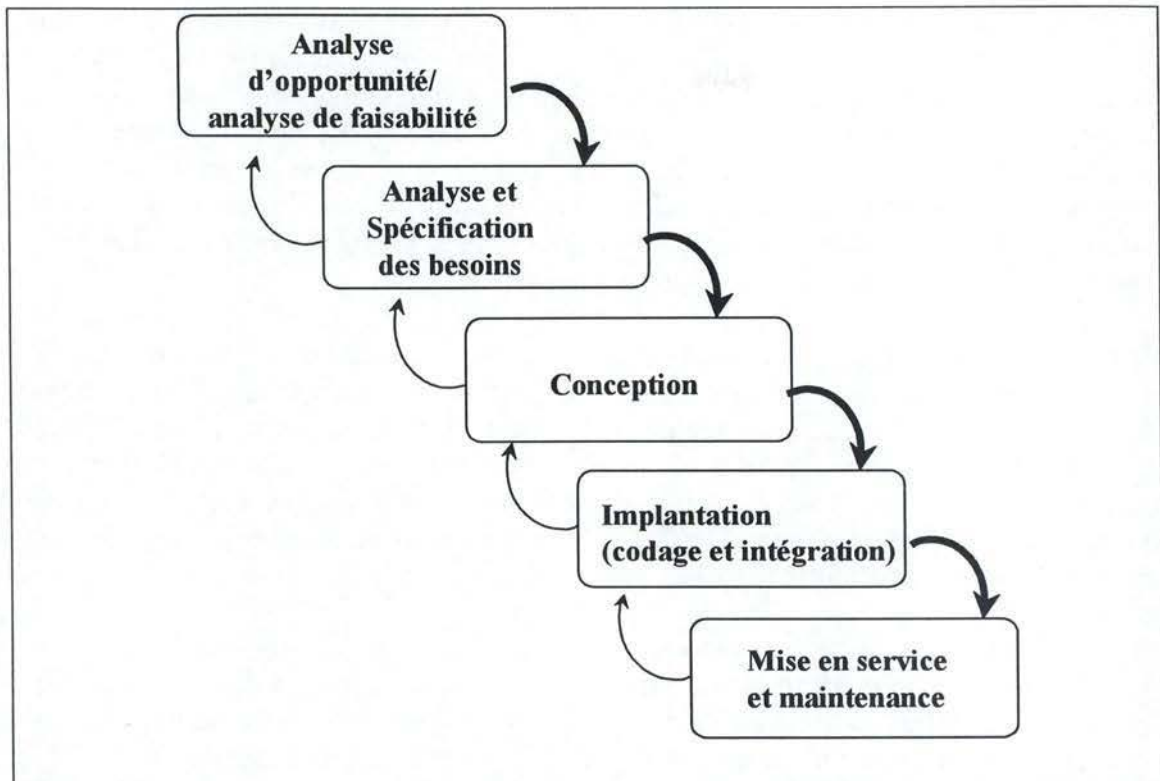 Analyse
d'opportunité/
analyse de faisabilité
Analyse et
Spécification
des besoins
Conception
Implantation
(codage et intégration)
Mise en service
et maintenance